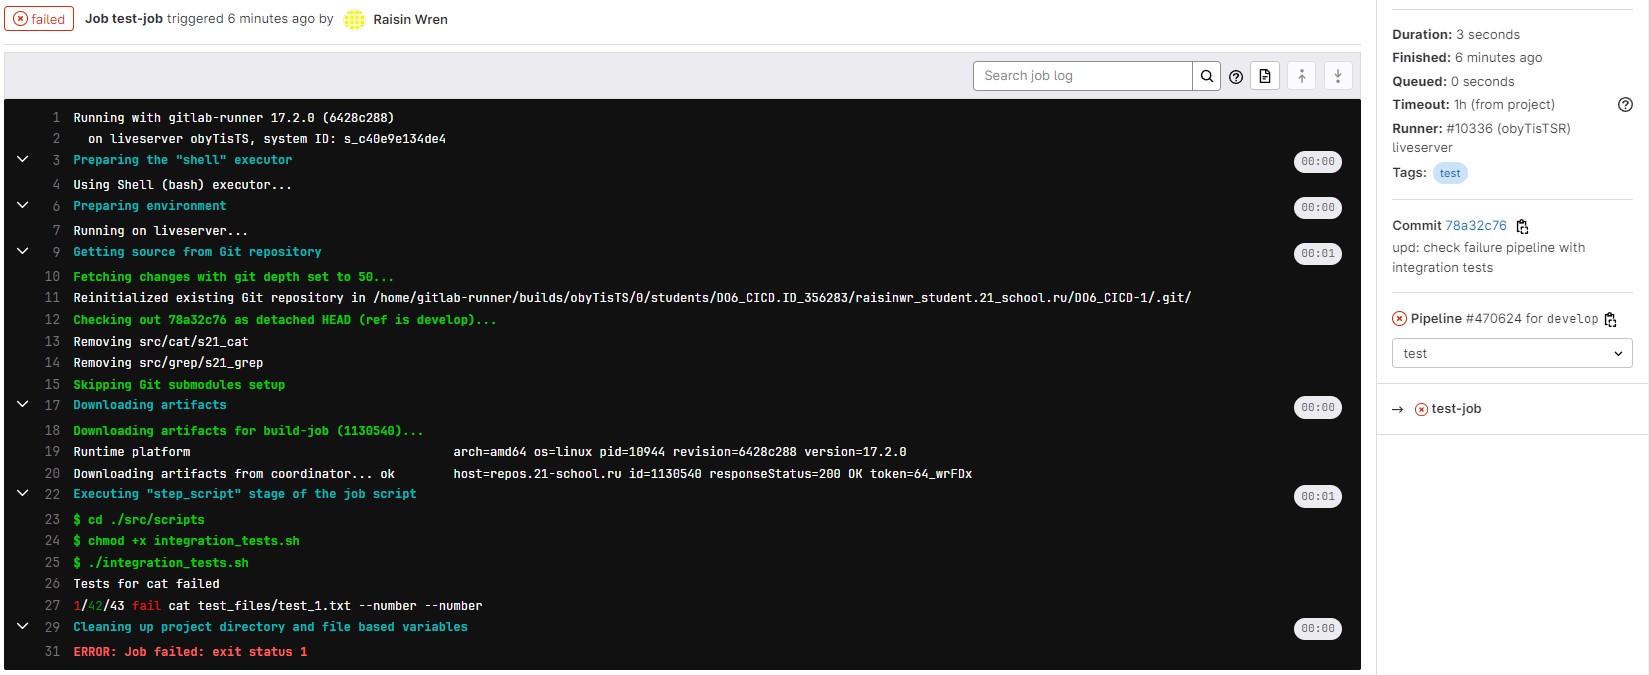 failed Job test-job triggered 6 minutes ago by Raisin Wren
Search job log
1 Running with gitlab-runner 17.2.0 (6428c288)
2 on liveserver obyTisTS, system ID: s_c40e9e134de4
3 Preparing the "shell" executor 00:00
4 Using Shell (bash) executor...
6 Preparing environment 00:00
7 Running on liveserver...
9 Getting source from Git repository 00:01
10 Fetching changes with git depth set to 50...
11 Reinitialized existing Git repository in /home/gitlab-runner/builds/obyTisTS/0/students/DO6_CICD.ID_356283/raisinwr_student.21_school.ru/DO6_CICD-1/.git/
12 Checking out 78a32c76 as detached HEAD (ref is develop)...
13 Removing src/cat/s21_cat
14 Removing src/grep/s21_grep
15 Skipping Git submodules setup
17 Downloading artifacts 00:00
18 Downloading artifacts for build-job (1130540)...
19 Runtime platform arch=amd64 os=linux pid=10944 revision=6428c288 version=17.2.0
20 Downloading artifacts from coordinator... ok host=repos.21-school.ru id=1130540 responseStatus=200 OK token=64_wrFDx
22 Executing "step_script" stage of the job script 00:01
23 $ cd ./src/scripts
24 $ chmod +x integration_tests.sh
25 $ ./integration_tests.sh
26 Tests for cat failed
27 1/42/43 fail cat test_files/test_1.txt --number --number
29 Cleaning up project directory and file based variables 00:00
31 ERROR: Job failed: exit status 1
Duration: 3 seconds
Finished: 6 minutes ago
Queued: 0 seconds
Timeout: 1h (from project)
Runner: #10336 (obyTisTSR)
liveserver
Tags: test
Commit 78a32c76
upd: check failure pipeline with
integration tests
Pipeline #470624 for develop
test
→ test-job